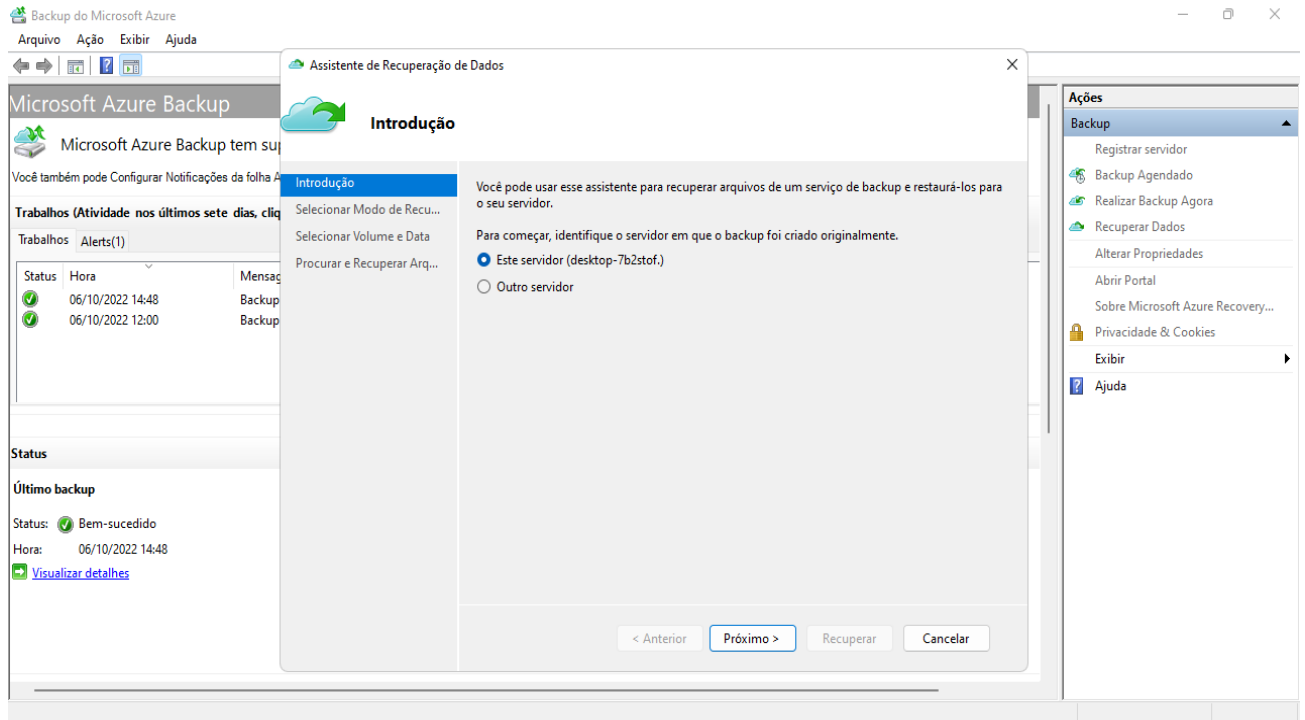 Backup do Microsoft Azure
Arquivo Ação Exibir Ajuda
Microsoft Azure Backup
Microsoft Azure Backup tem
Você também pode Configurar Notificações da folha
Trabalhos (Atividade nos últimos sete dias,
Trabalhos Alerts(1)
Status Hora
06/10/2022 14:48 Backup
06/10/2022 12:00 Backup
Status
Último backup
Status: Bem-sucedido
Hora: 06/10/2022 14:48
Visualizar detalhes
Assistente de Recuperação de Dados
Introdução
Introdução
Selecionar Modo de Recu...
Selecionar Volume e Data
Procurar e Recuperar Arq...
Você pode usar esse assistente para recuperar arquivos de um serviço de backup e restaurá-los para
o seu servidor.
Para começar, identifique o servidor em que o backup foi criado originalmente.
Este servidor (desktop-7b2stof.)
Outro servidor
< Anterior Próximo > Recuperar Cancelar
Ações
Backup
Registrar servidor
Backup Agendado
Realizar Backup Agora
Recuperar Dados
Alterar Propriedades
Abrir Portal
Sobre Microsoft Azure Recovery...
Privacidade & Cookies
Exibir
Ajuda